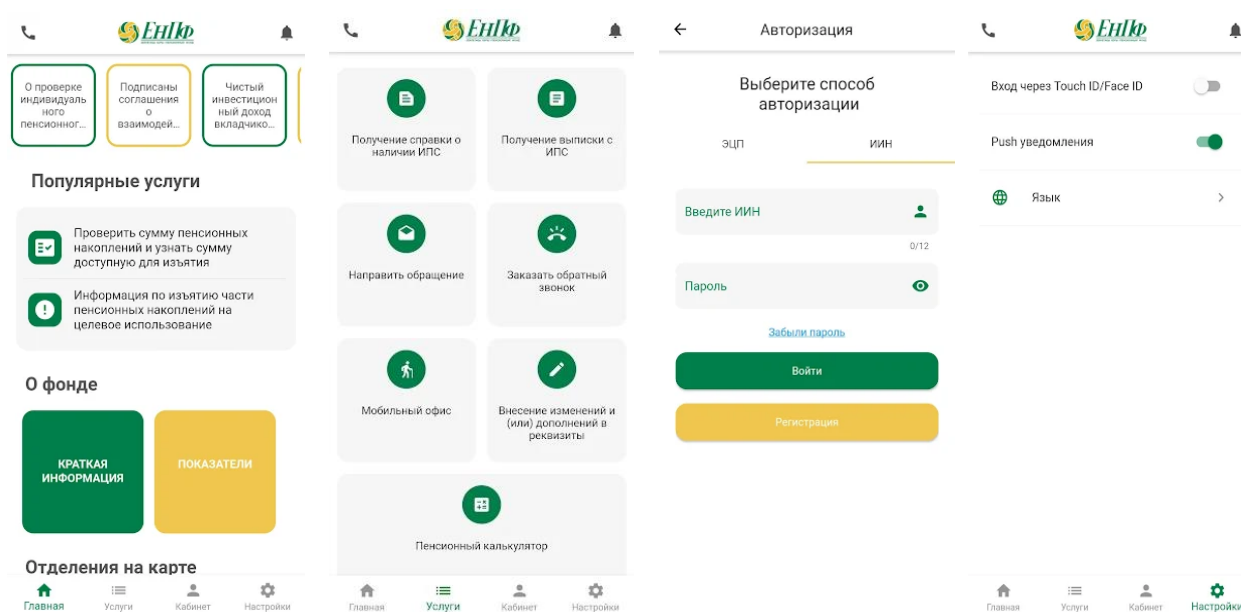 ЕНПФ
О проверке
индивидуаль
ного
пенсионног...
Подписаны
соглашения
о
взаимодей...
Чистый
инвестицион
ный доход
вкладчико...
Популярные услуги
Проверить сумму пенсионных
накоплений и узнать сумму
доступную для изъятия
Информация по изъятию части
пенсионных накоплений на
целевое использование
О фонде
КРАТКАЯ
ИНФОРМАЦИЯ
ПОКАЗАТЕЛИ
Отделения на карте
Главная
Услуги
Кабинет
Настройки
ЕНПФ
Получение справки о
наличии ИПС
Получение выписки с
ИПС
Направить обращение
Заказать обратный
звонок
Мобильный офис
Внесение изменений и
(или) дополнений в
реквизиты
Пенсионный калькулятор
Главная
Услуги
Кабинет
Настройки
Авторизация
Выберите способ
авторизации
ЭЦП
ИИН
Введите ИИН
0/12
Пароль
Забыли пароль
Войти
Регистрация
ЕНПФ
Вход через Touch ID/Face ID
Push уведомления
Язык
Главная
Услуги
Кабинет
Настройки